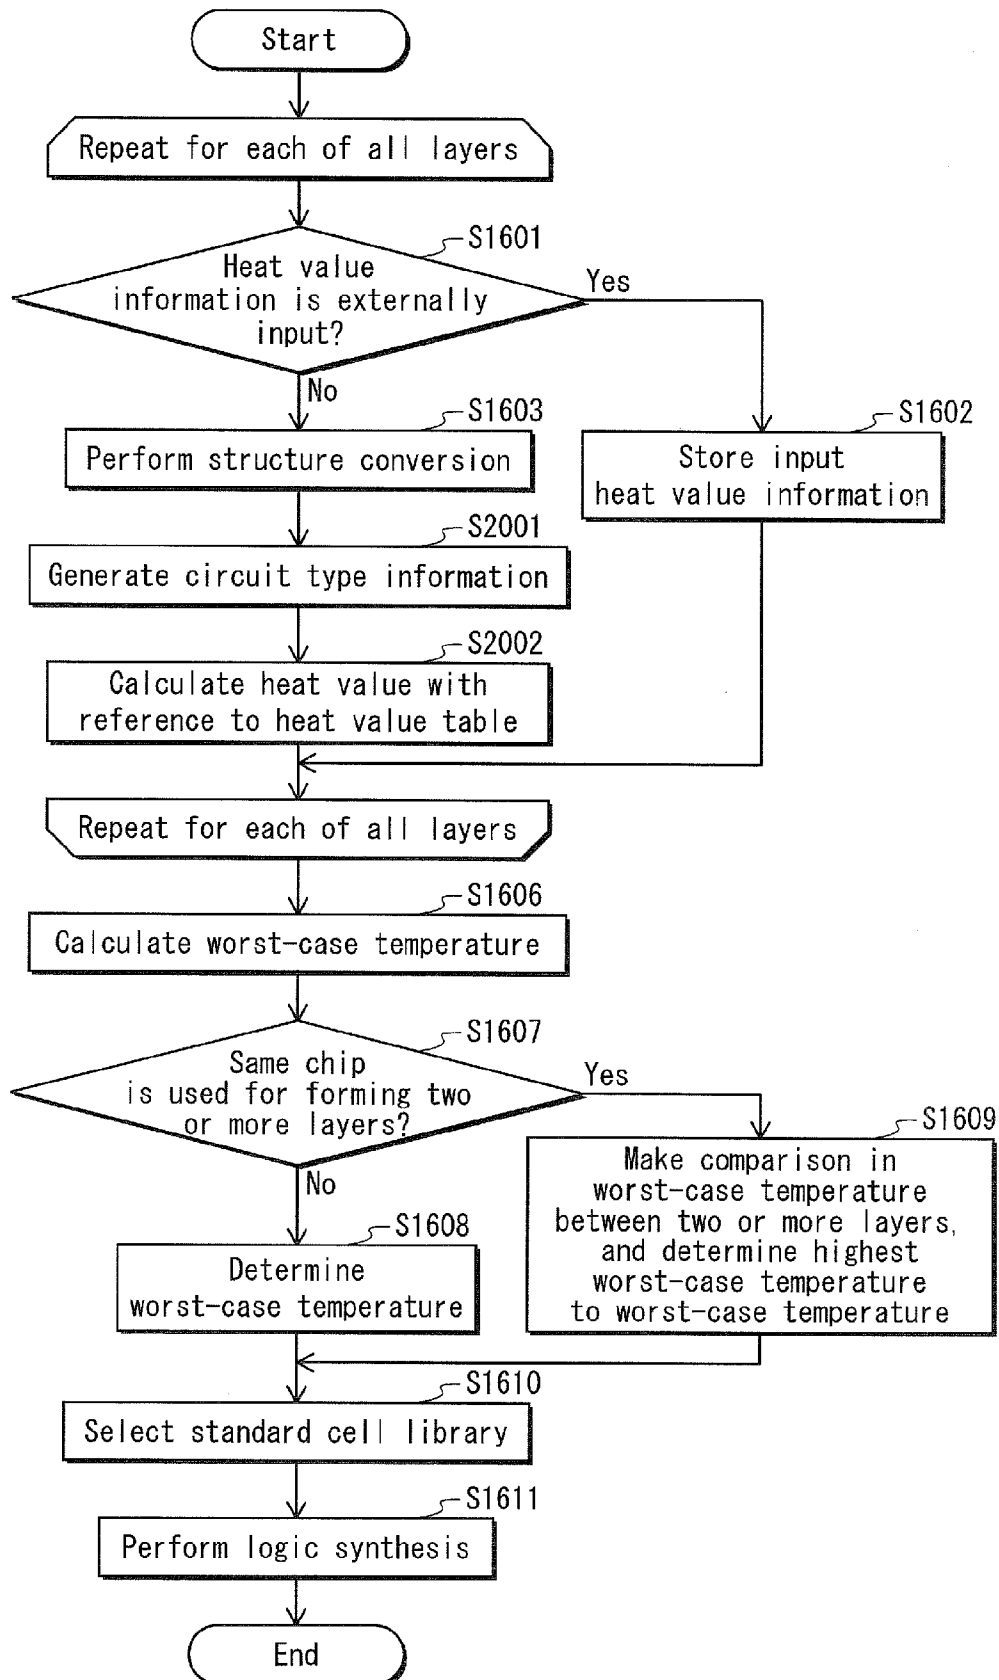 Start
Repeat for each of all layers
S1601
Heat value
information is externally
input?
Yes
No
S1603
Perform structure conversion
S1602
Store input
heat value information
S2001
Generate circuit type information
S2002
Calculate heat value with
reference to heat value table
Repeat for each of all layers
S1606
Calculate worst-case temperature
S1607
Same chip
is used for forming two
or more layers?
Yes
No
S1609
Make comparison in
worst-case temperature
between two or more layers,
and determine highest
worst-case temperature
to worst-case temperature
S1608
Determine
worst-case temperature
S1610
Select standard cell library
S1611
Perform logic synthesis
End